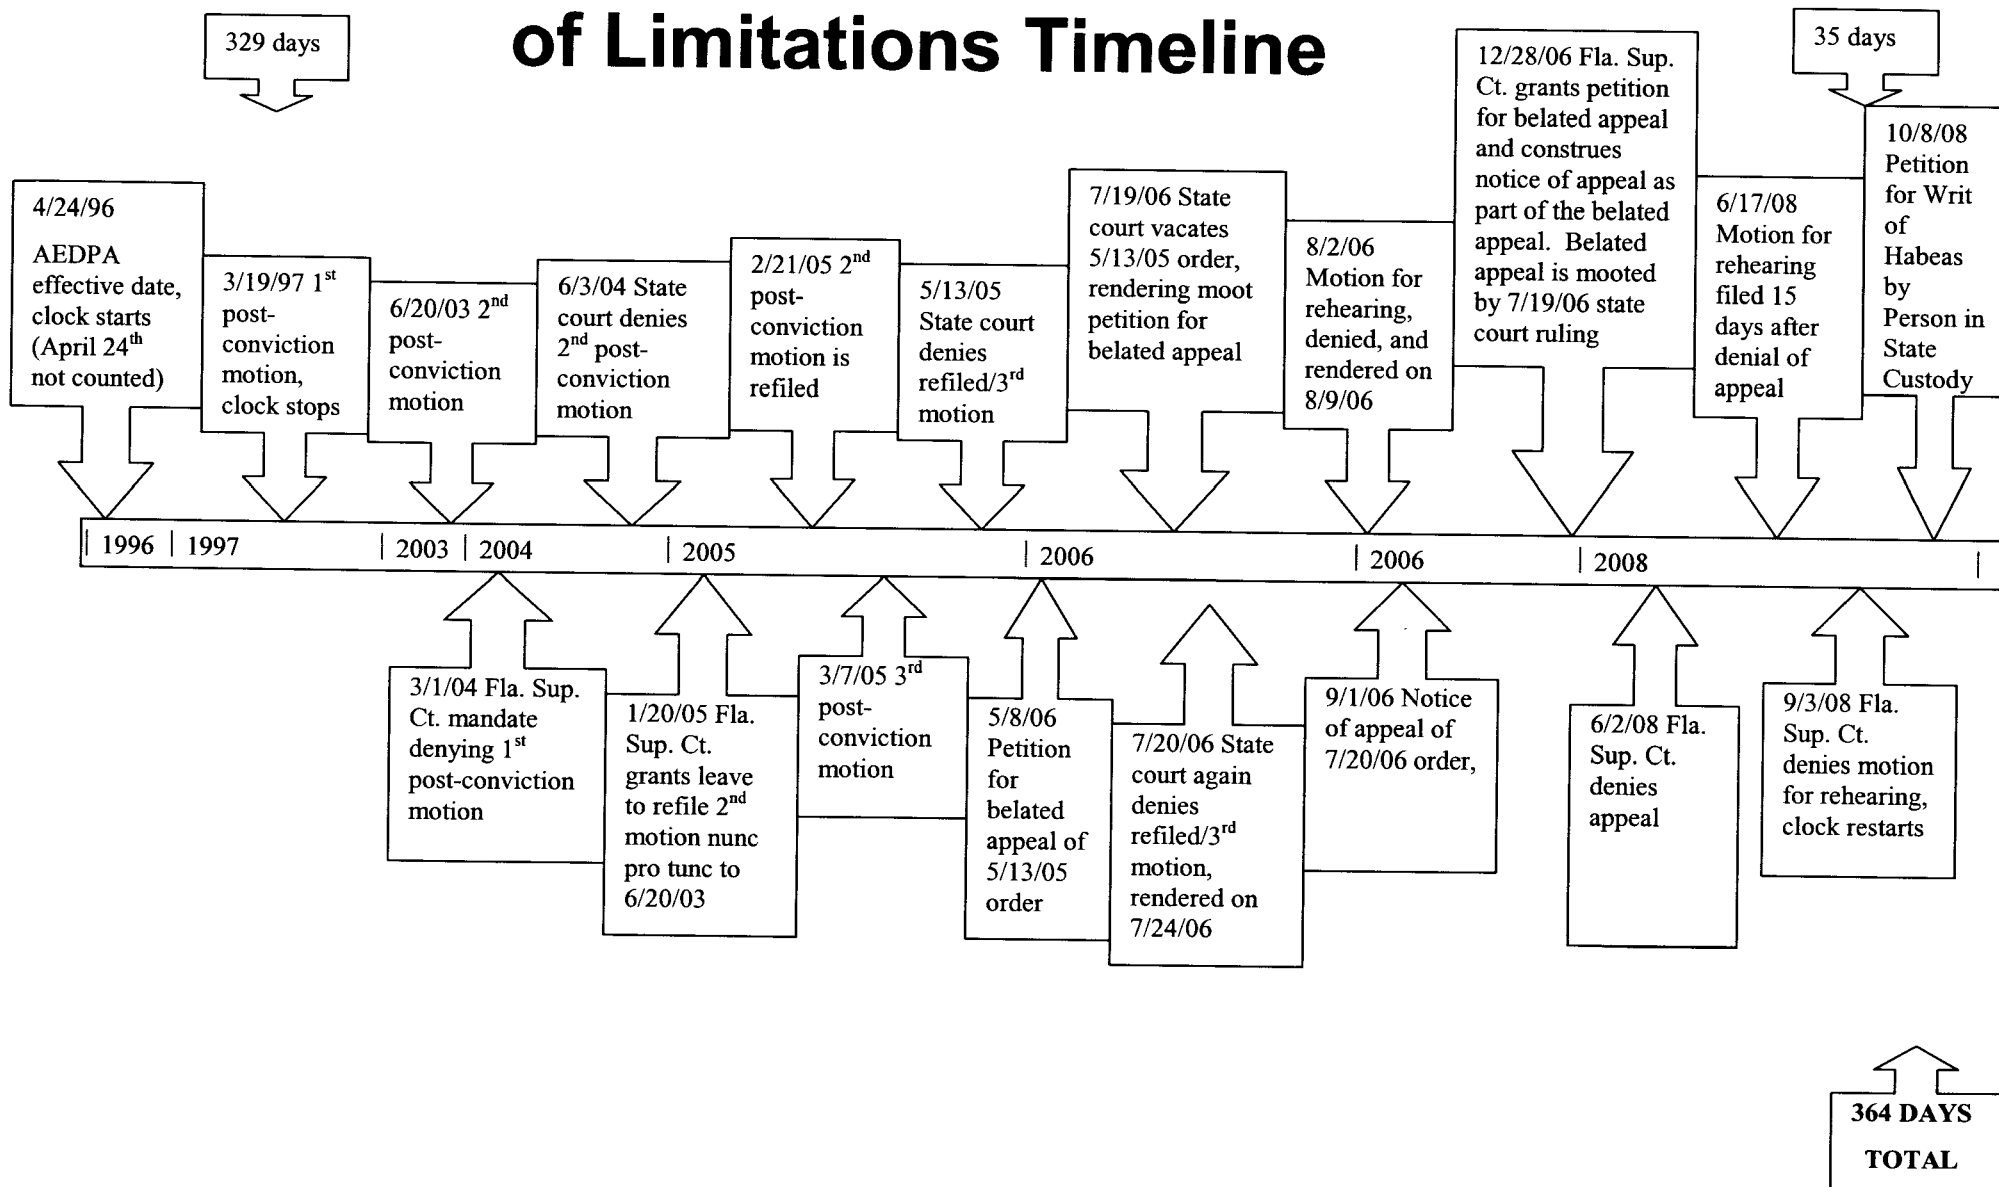 of Limitations Timeline
329 days
35 days
4/24/96
AEDPA
effective date,
clock starts
(April 24th
not counted)
3/19/97 1st
post-
conviction
motion,
clock stops
6/20/03 2nd
post-
conviction
motion
6/3/04 State
court denies
2nd post-
conviction
motion
2/21/05 2nd
post-
conviction
motion is
refiled
5/13/05
State court
denies
refiled/3rd
motion
7/19/06 State
court vacates
5/13/05 order,
rendering moot
petition for
belated appeal
8/2/06
Motion for
rehearing,
denied, and
rendered on
8/9/06
12/28/06 Fla. Sup.
Ct. grants petition
for belated appeal
and construes
notice of appeal as
part of the belated
appeal.  Belated
appeal is mooted
by 7/19/06 state
court ruling
6/17/08
Motion for
rehearing
filed 15
days after
denial of
appeal
10/8/08
Petition
for Writ
of
Habeas
by
Person in
State
Custody
| 1996 | 1997 | 2003 | 2004 | 2005 | 2006 | 2006 | 2008 |
3/1/04 Fla. Sup.
Ct. mandate
denying 1st
post-conviction
motion
1/20/05 Fla.
Sup. Ct.
grants leave
to refile 2nd
motion nunc
pro tunc to
6/20/03
3/7/05 3rd
post-
conviction
motion
5/8/06
Petition
for
belated
appeal of
5/13/05
order
7/20/06 State
court again
denies
refiled/3rd
motion,
rendered on
7/24/06
9/1/06 Notice
of appeal of
7/20/06 order,
6/2/08 Fla.
Sup. Ct.
denies
appeal
9/3/08 Fla.
Sup. Ct.
denies motion
for rehearing,
clock restarts
364 DAYS
TOTAL